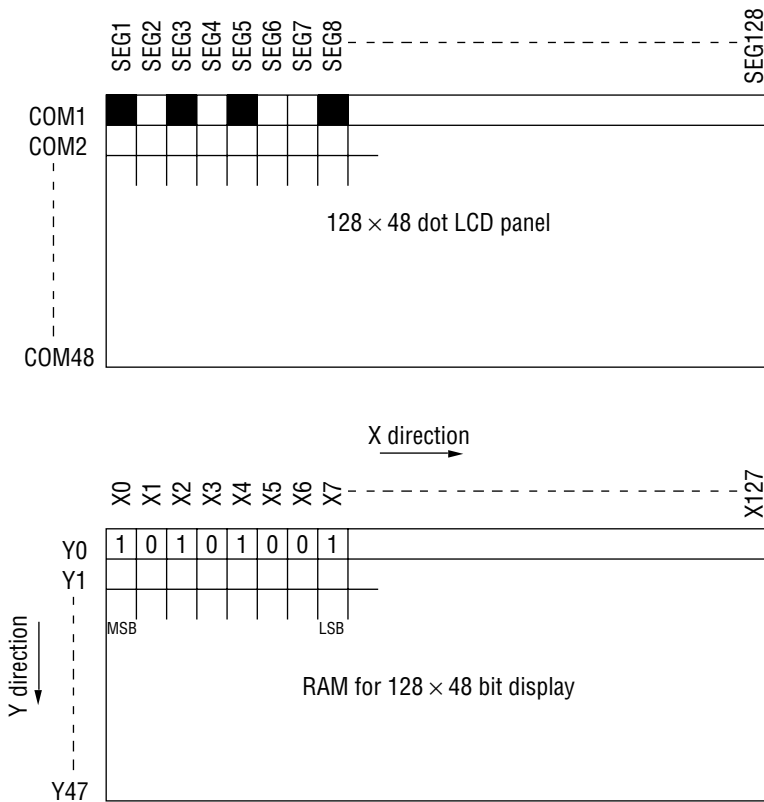 SEG1 SEG2 SEG3 SEG4 SEG5 SEG6 SEG7 SEG8 SEG128
COM1
COM2
128 × 48 dot LCD panel
COM48
X direction
X0 X1 X2 X3 X4 X5 X6 X7 X127
Y0 1 0 1 0 1 0 0 1
Y1
MSB LSB
Y direction
RAM for 128 × 48 bit display
Y47